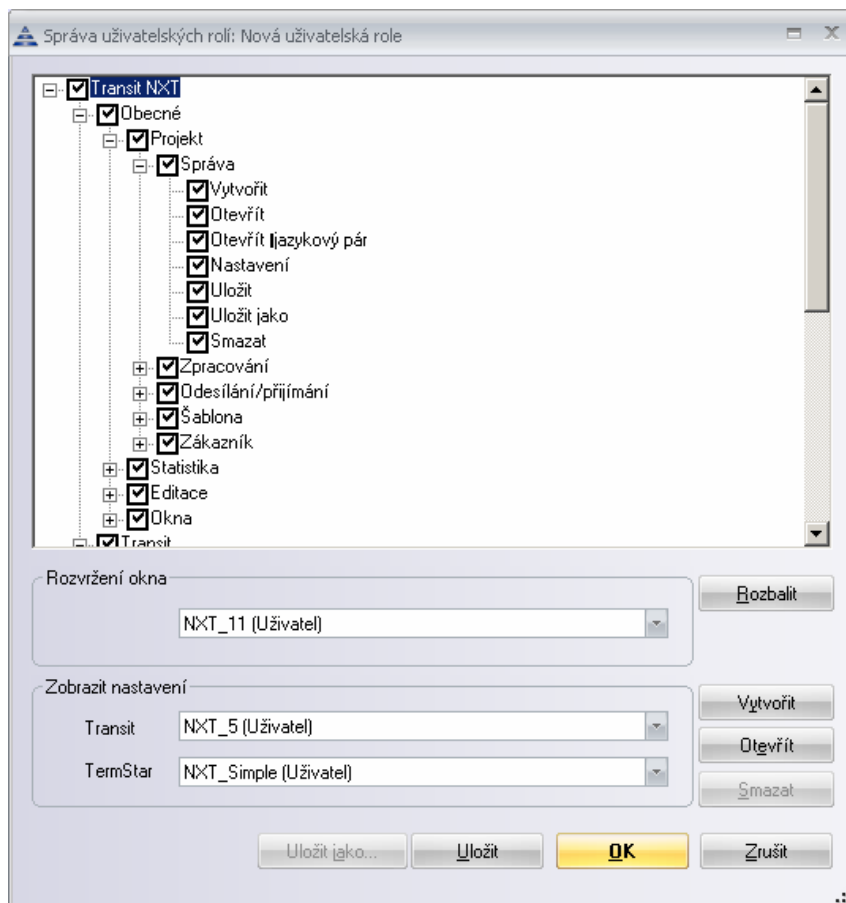 Správa uživatelských rolí: Nová uživatelská role
Transit NXT
Obecné
Projekt
Správa
Vytvořit
Otevřít
Otevřít ljazykový pár
Nastavení
Uložit
Uložit jako
Smazat
Zpracování
Odesílání/přijímání
Šablona
Zákazník
Statistika
Editace
Okna
Transit
Rozvržení okna
Rozbalit
NXT_11 (Uživatel)
Zobrazit nastavení
Vytvořit
Transit NXT_5 (Uživatel)
Otevřít
TermStar NXT_Simple (Uživatel)
Smazat
Uložit jako... Uložit OK Zrušit